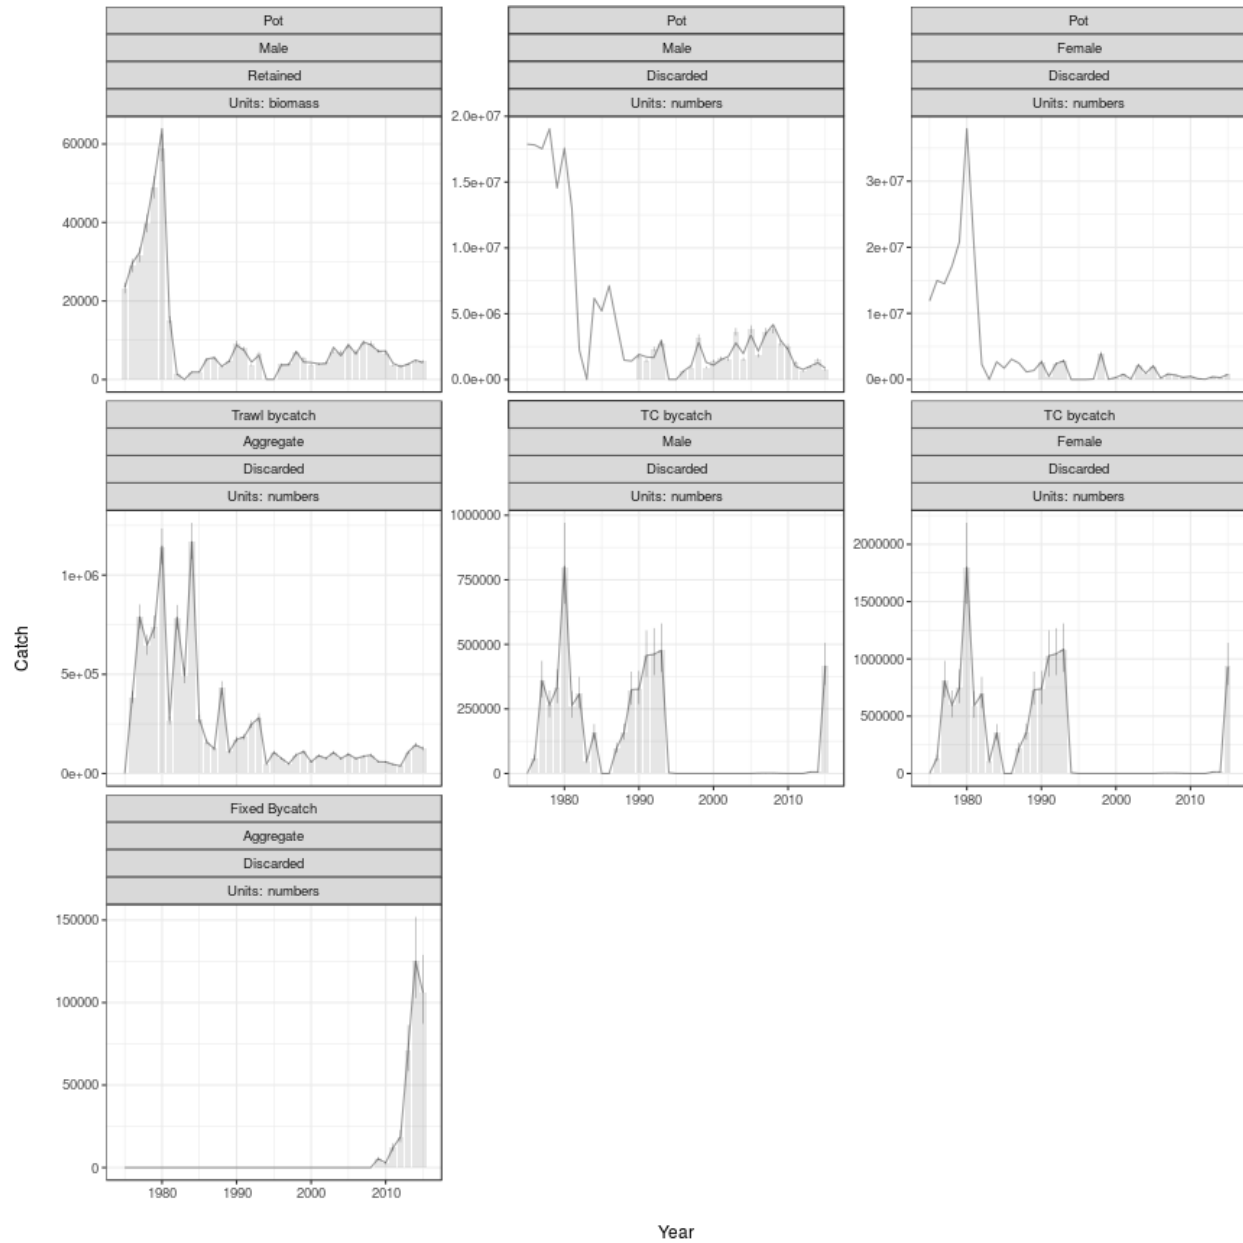 Pot
Male
Retained
Units: biomass
60000
40000
20000
0
Pot
Male
Discarded
Units: numbers
2.0e+07
1.5e+07
1.0e+07
5.0e+06
0.0e+00
Pot
Female
Discarded
Units: numbers
3e+07
2e+07
1e+07
0e+00
Trawl bycatch
Aggregate
Discarded
Units: numbers
1e+06
5e+05
0e+00
TC bycatch
Male
Discarded
Units: numbers
1000000
750000
500000
250000
0
1980 1990 2000 2010
TC bycatch
Female
Discarded
Units: numbers
2000000
1500000
1000000
500000
0
1980 1990 2000 2010
Fixed Bycatch
Aggregate
Discarded
Units: numbers
150000
100000
50000
0
1980 1990 2000 2010
Catch
Year